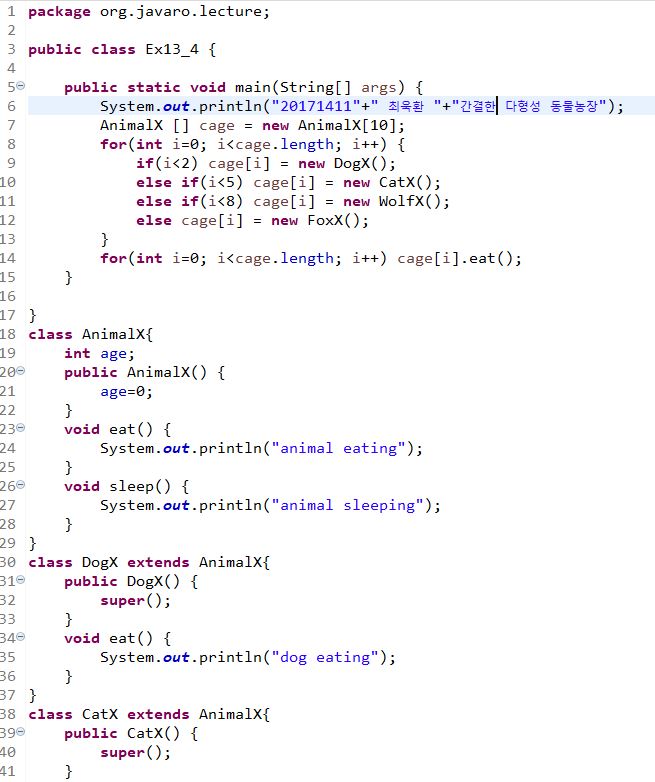 1 package org.javaro.lecture;
2
3 public class Ex13_4 {
4
5 public static void main(String[] args) {
6 System.out.println("20171411"+" 최욱환 "+"간결한 다형성 동물농장");
7 AnimalX [] cage = new AnimalX[10];
8 for(int i=0; i<cage.length; i++) {
9 if(i<2) cage[i] = new DogX();
10 else if(i<5) cage[i] = new CatX();
11 else if(i<8) cage[i] = new WolfX();
12 else cage[i] = new FoxX();
13 }
14 for(int i=0; i<cage.length; i++) cage[i].eat();
15 }
16
17 }
18 class AnimalX{
19 int age;
20 public AnimalX() {
21 age=0;
22 }
23 void eat() {
24 System.out.println("animal eating");
25 }
26 void sleep() {
27 System.out.println("animal sleeping");
28 }
29 }
30 class DogX extends AnimalX{
31 public DogX() {
32 super();
33 }
34 void eat() {
35 System.out.println("dog eating");
36 }
37 }
38 class CatX extends AnimalX{
39 public CatX() {
40 super();
41 }